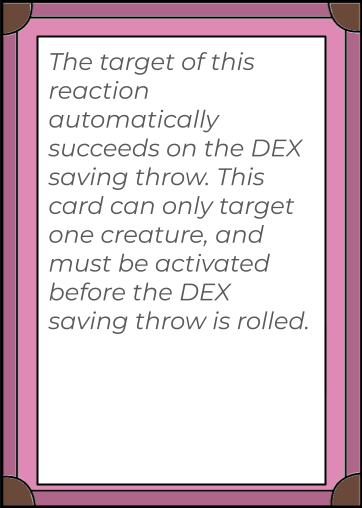 The target of this
reaction
automatically
succeeds on the DEX
saving throw. This
card can only target
one creature, and
must be activated
before the DEX
saving throw is rolled.